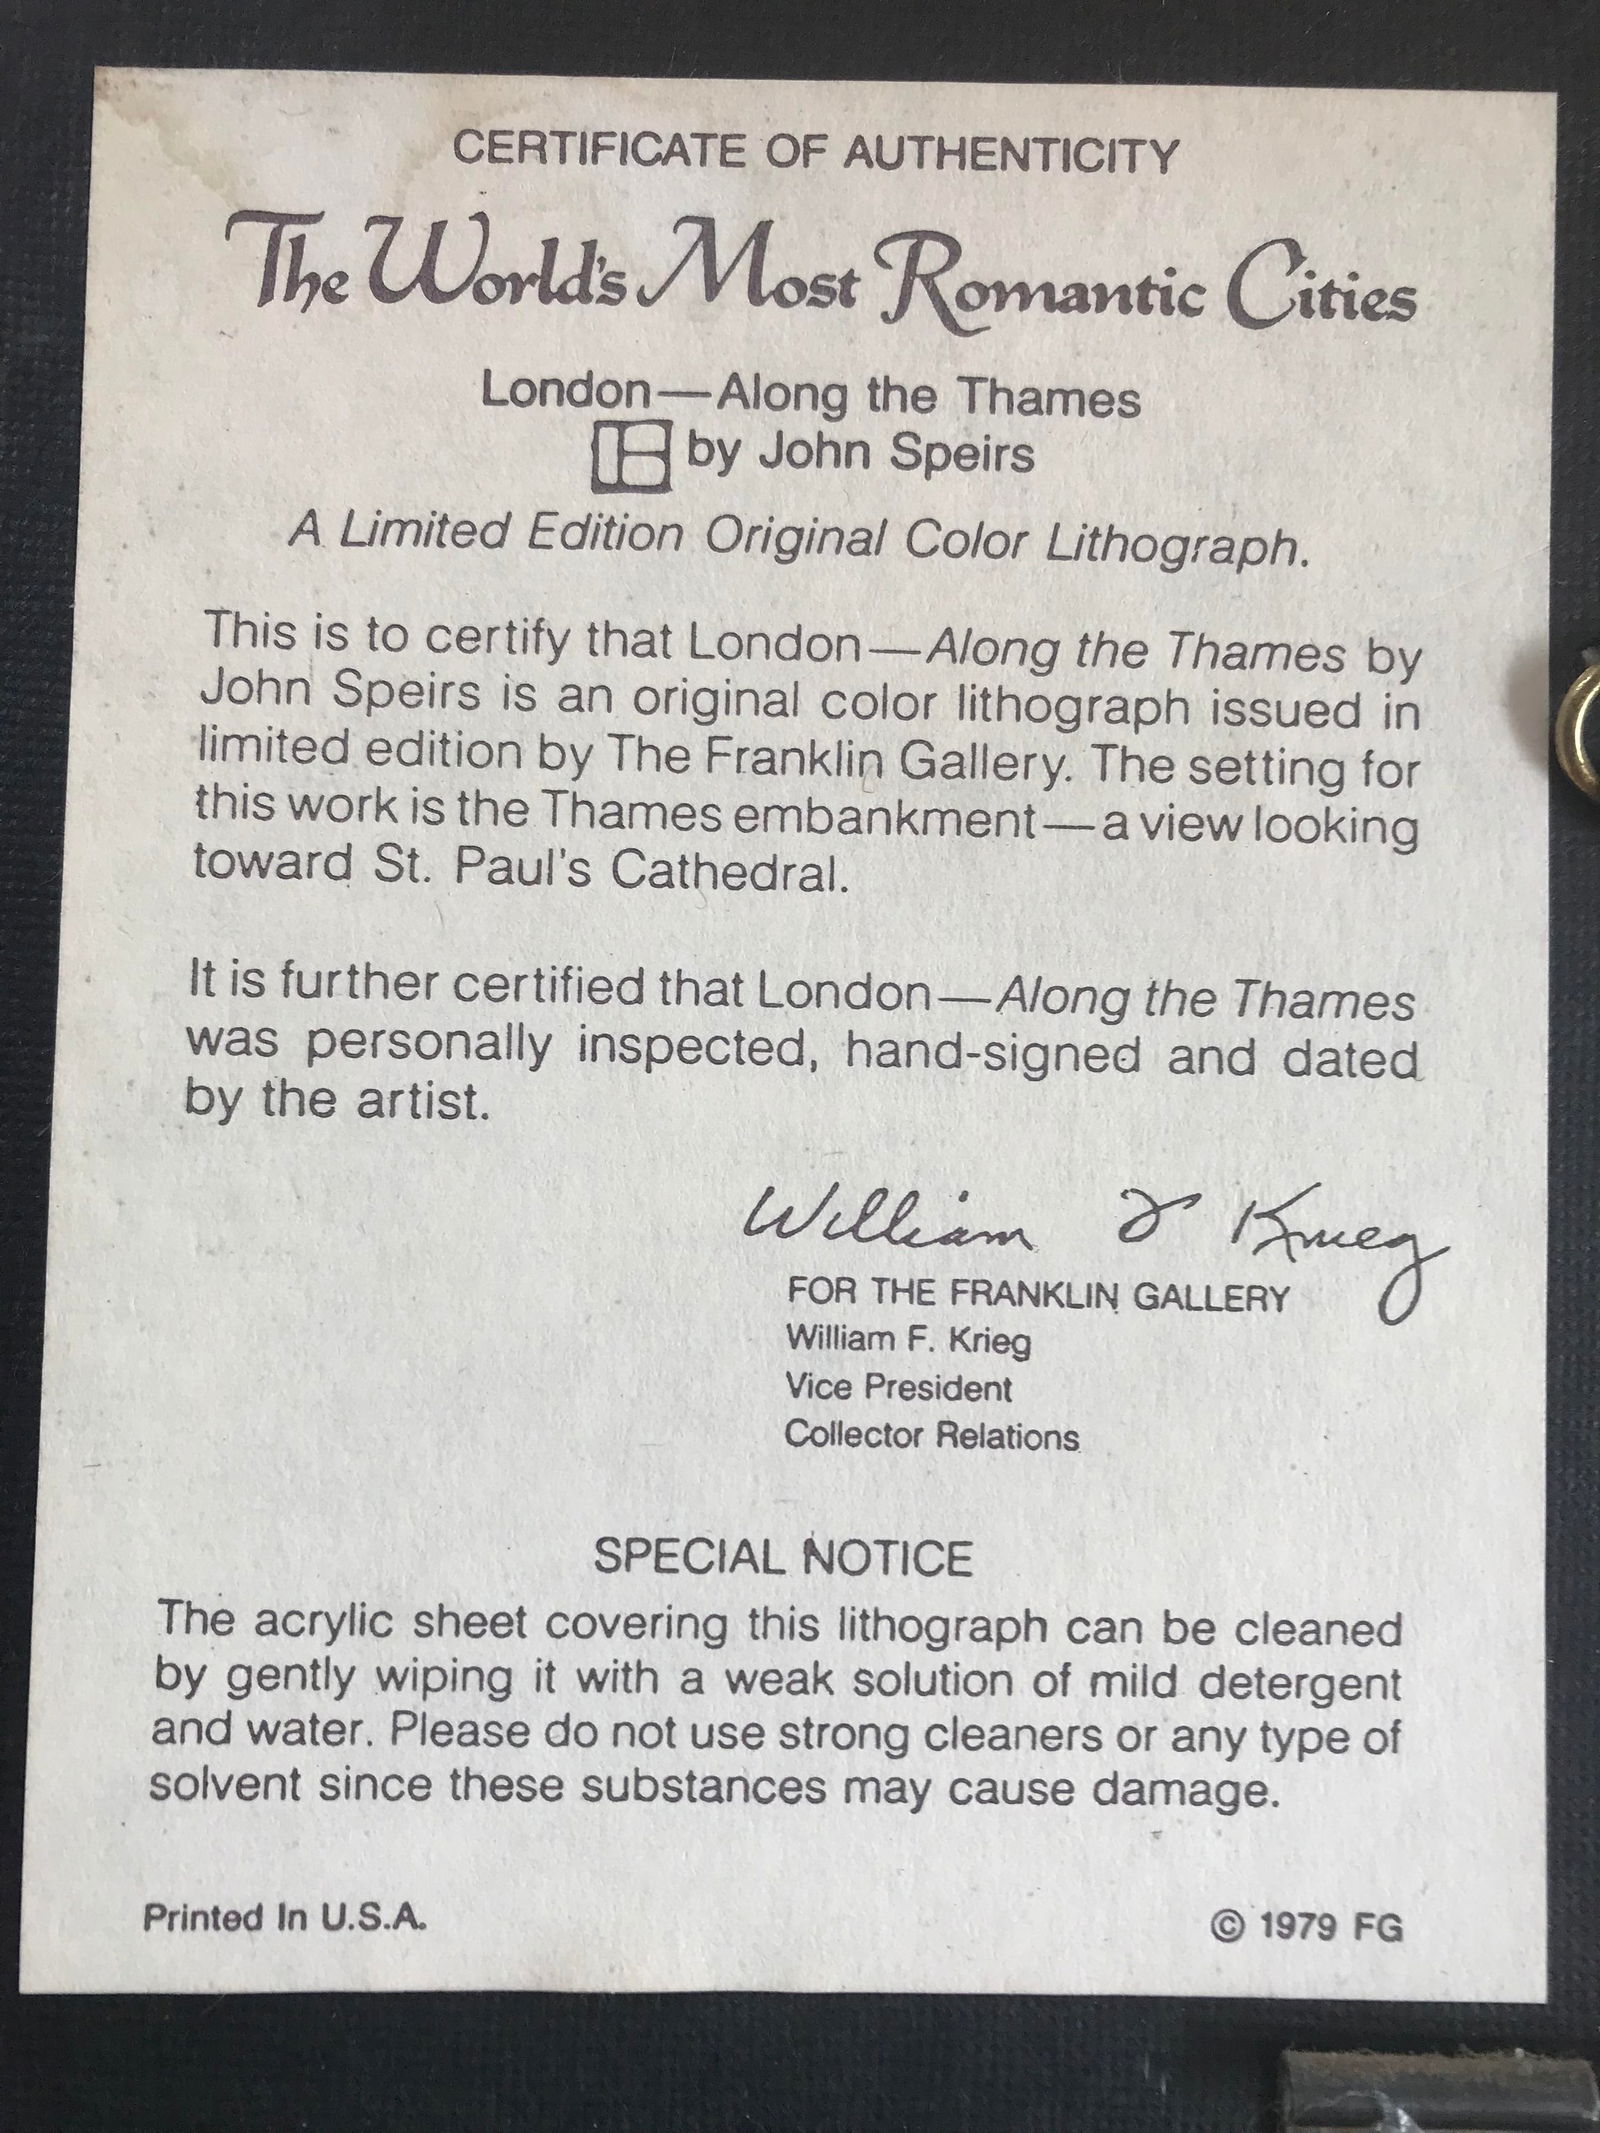 CERTIFICATE OF AUTHENTICITY
The World's Most Romantic Cities
London—Along the Thames
by John Speirs
A Limited Edition Original Color Lithograph.
This is to certify that London—Along the Thames by
John Speirs is an original color lithograph issued in
limited edition by The Franklin Gallery. The setting for
this work is the Thames embankment—a view looking
toward St. Paul's Cathedral.
It is further certified that London—Along the Thames
was personally inspected, hand-signed and dated
by the artist.
William F Krieg
FOR THE FRANKLIN GALLERY
William F. Krieg
Vice President
Collector Relations
SPECIAL NOTICE
The acrylic sheet covering this lithograph can be cleaned
by gently wiping it with a weak solution of mild detergent
and water. Please do not use strong cleaners or any type of
solvent since these substances may cause damage.
Printed In U.S.A.
© 1979 FG